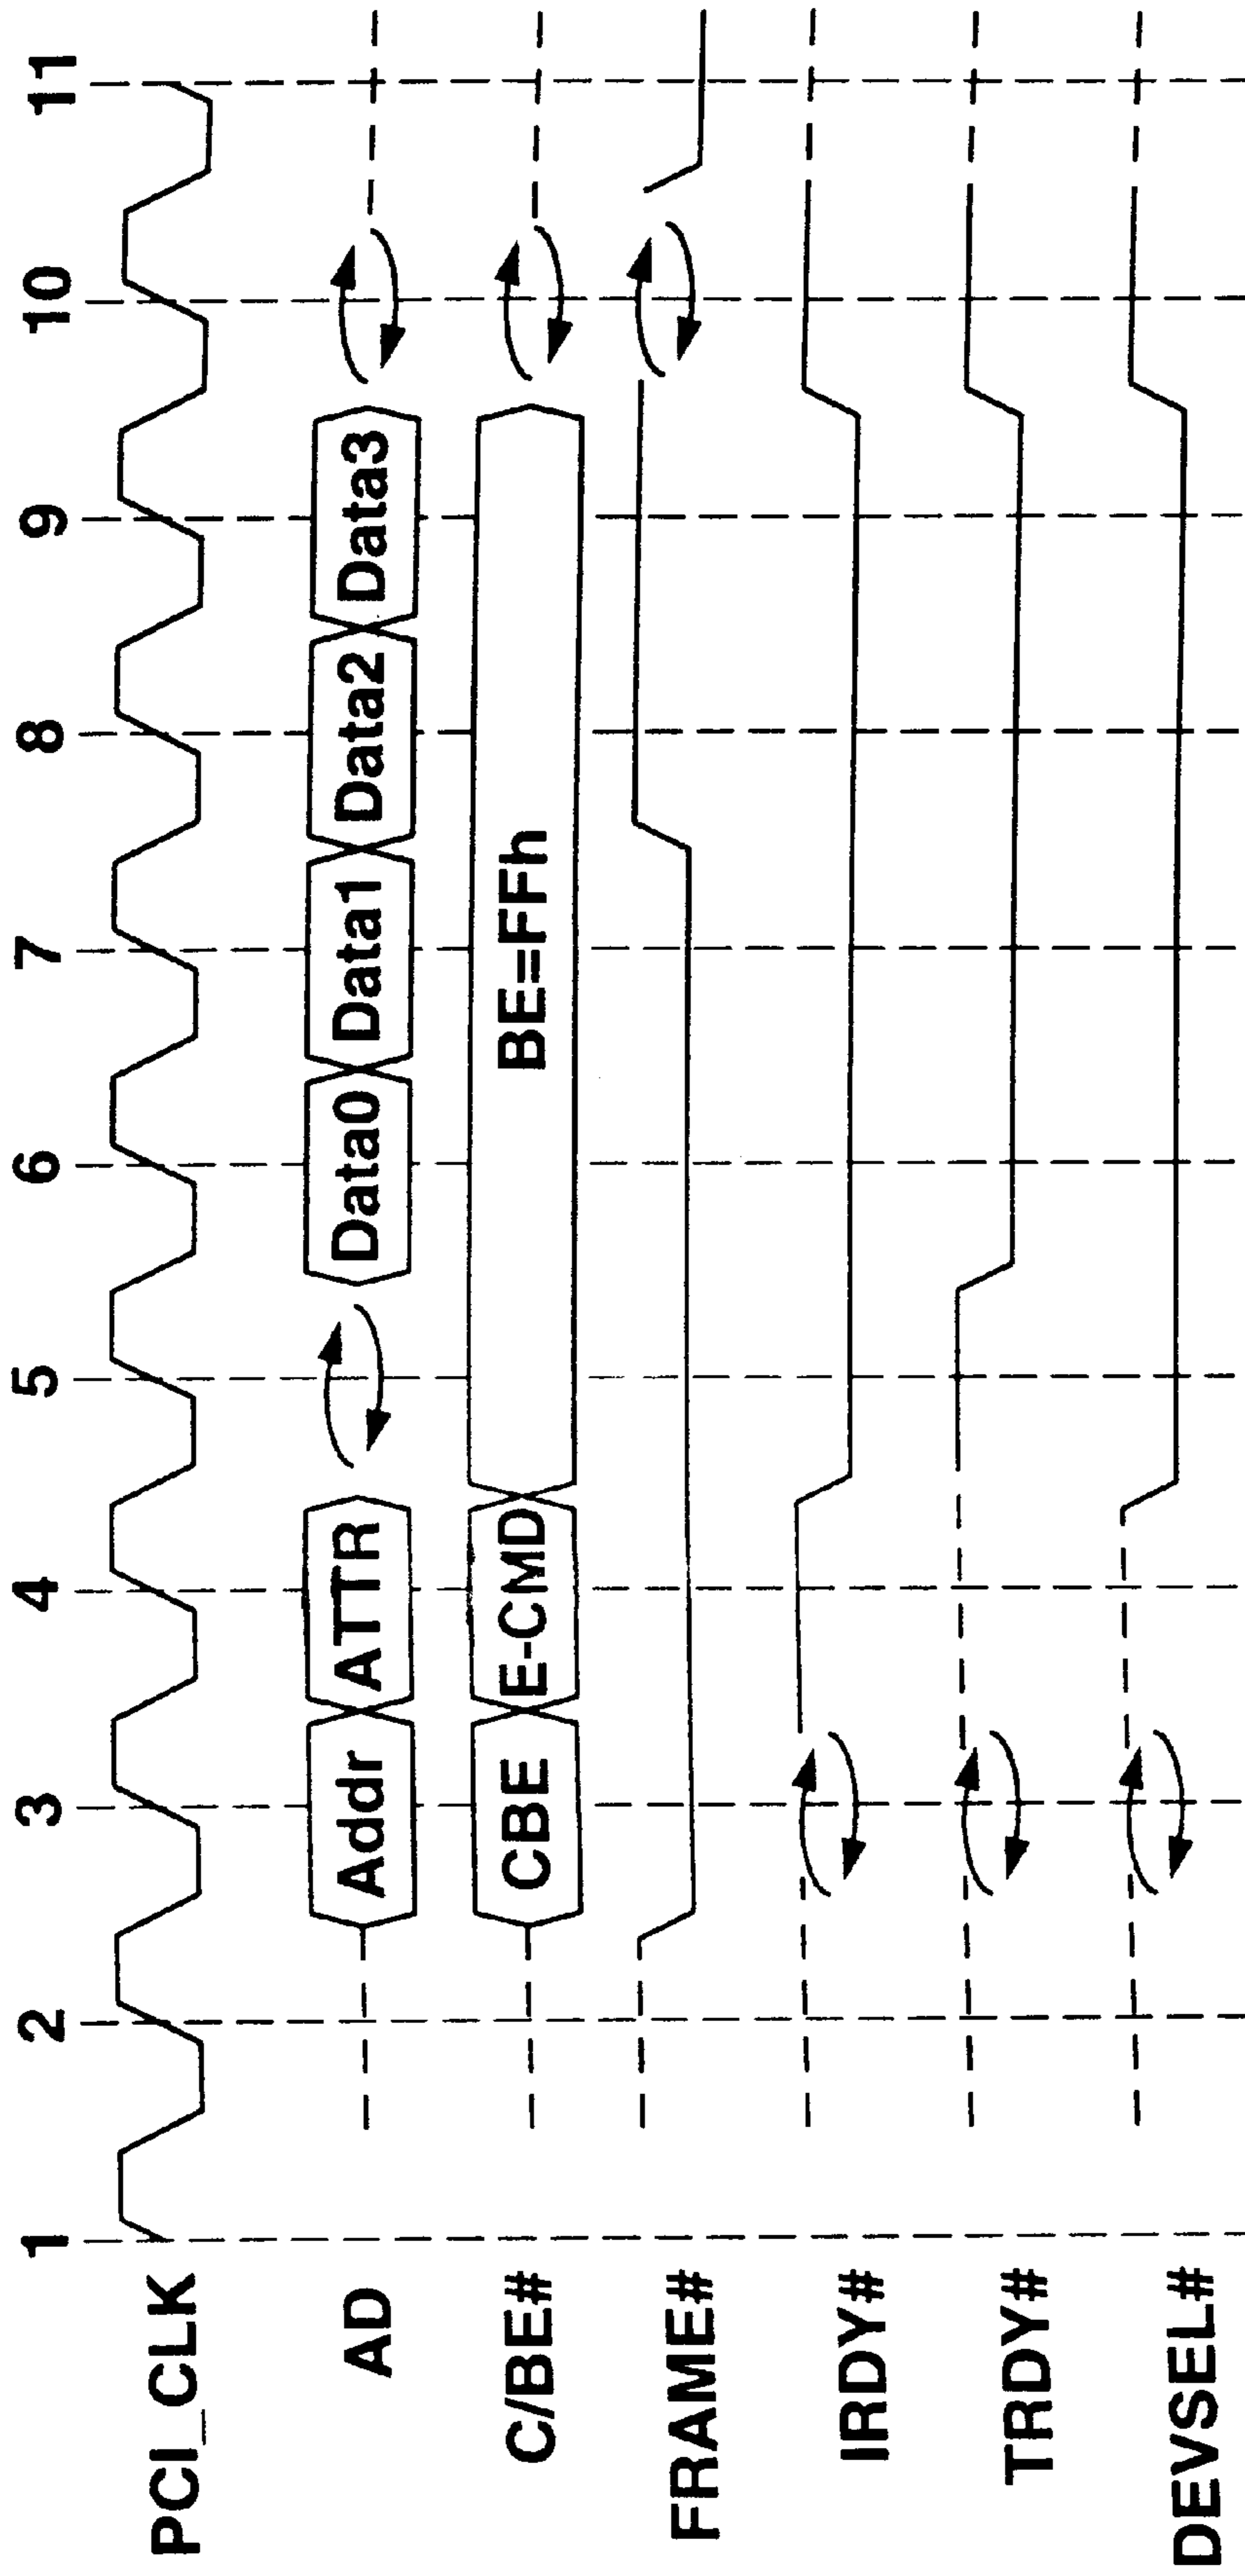 1 2 3 4 5 6 7 8 9 10 11
PCI_CLK
AD Addr ATTR Data0 Data1 Data2 Data3
C/BE# CBE E-CMD BE=FFh
FRAME#
IRDY#
TRDY#
DEVSEL#